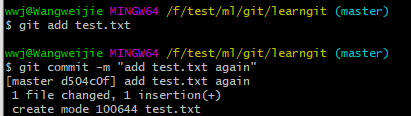 wwj@Wangweijie MINGW64 /f/test/ml/git/learngit (master)
$ git add test.txt
wwj@Wangweijie MINGW64 /f/test/ml/git/learngit (master)
$ git commit -m "add test.txt again"
[master d504c0f] add test.txt again
1 file changed, 1 insertion(+)
create mode 100644 test.txt